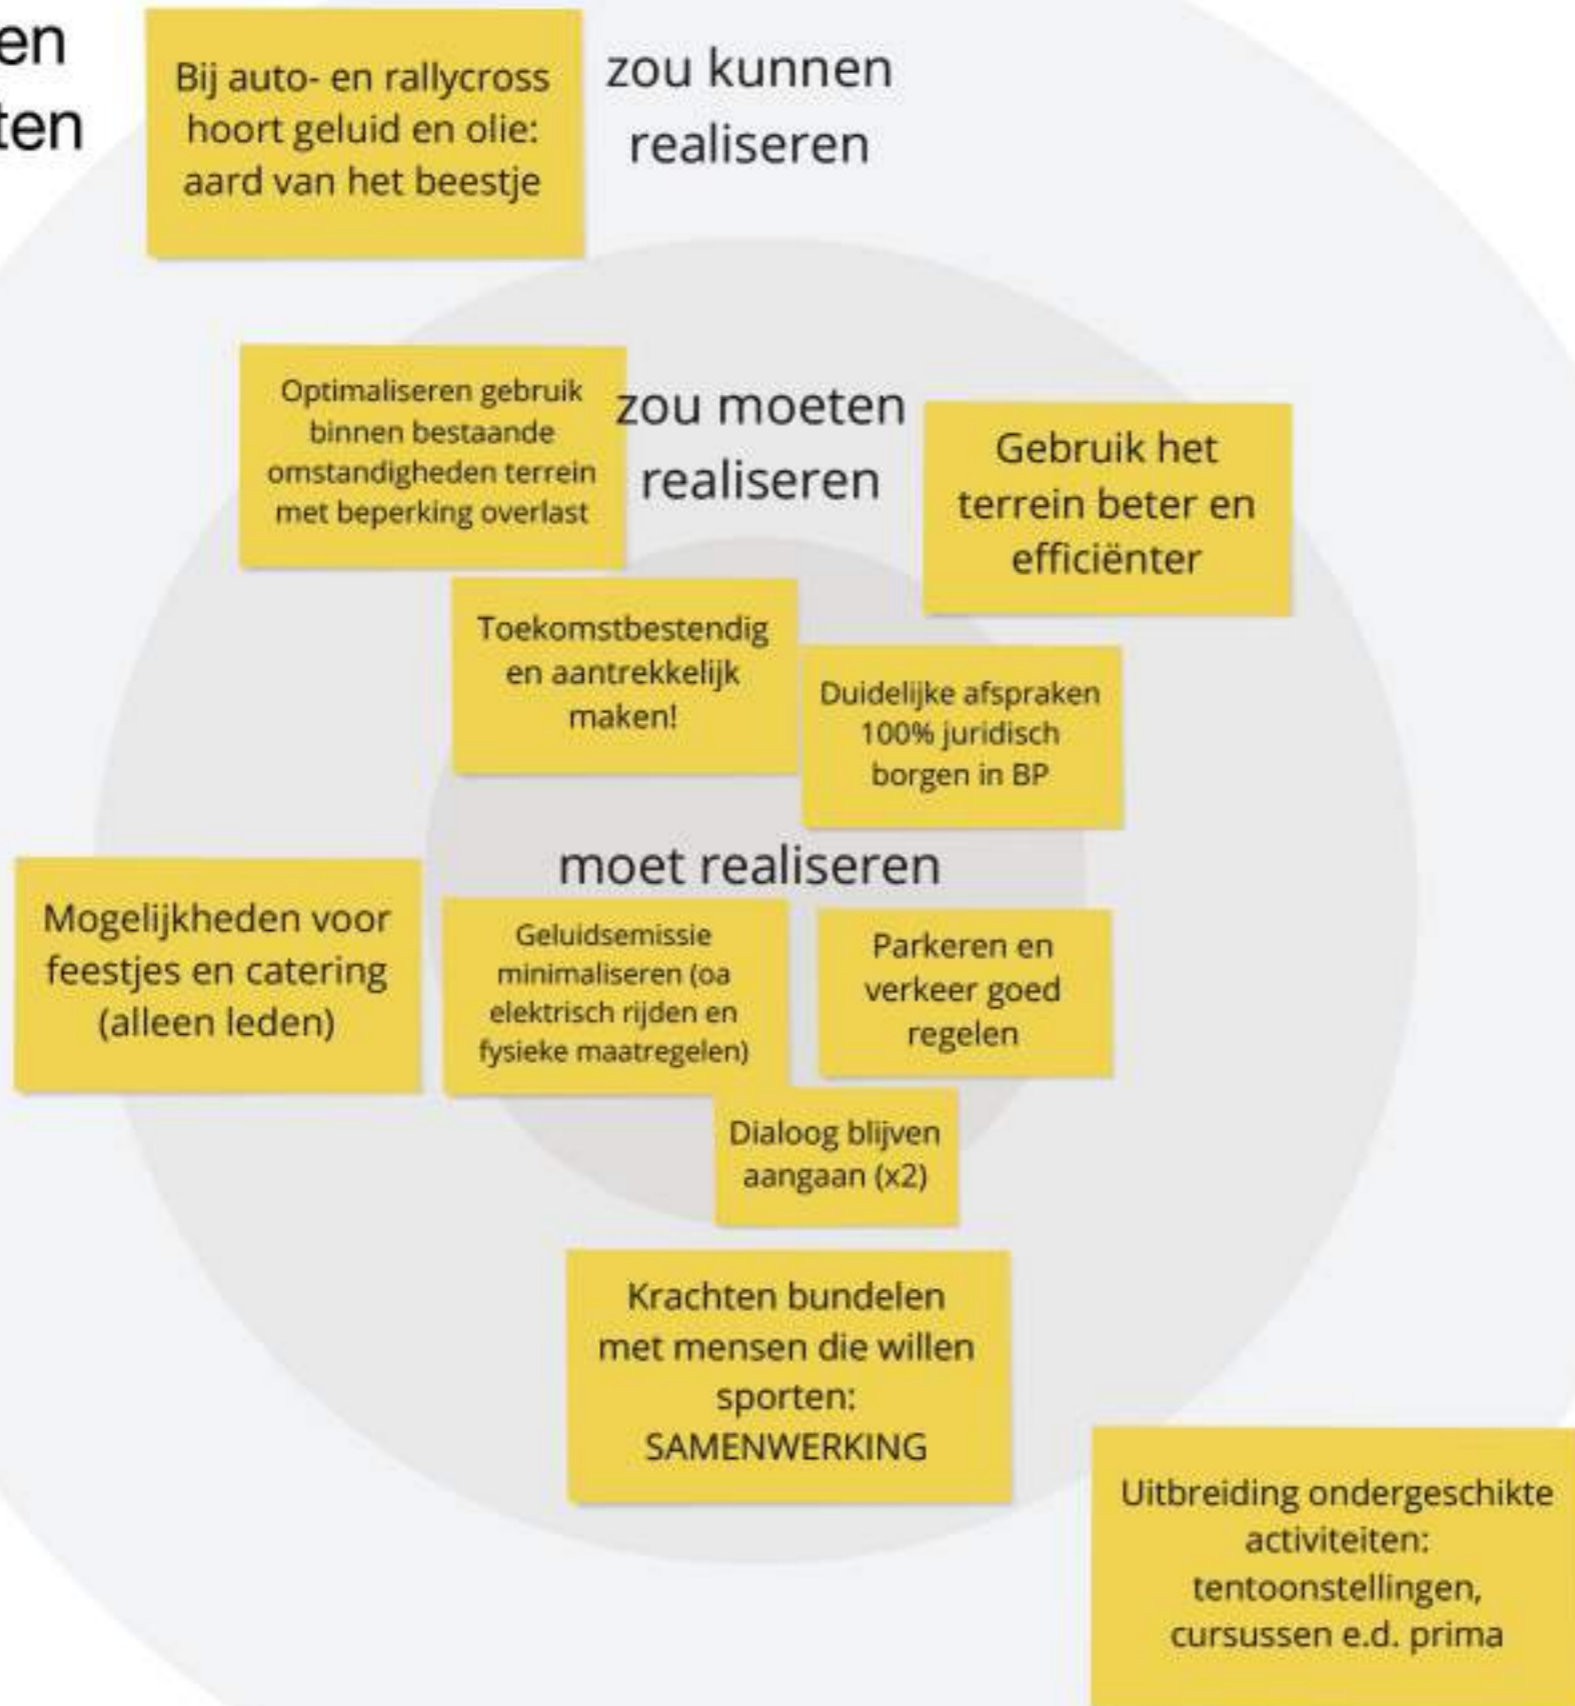 en
ten
Bij auto- en rallycross
hoort geluid en olie:
aard van het beestje
zou kunnen
realiseren
Optimaliseren gebruik
binnen bestaande
omstandigheden terrein
met beperking overlast
zou moeten
realiseren
Gebruik het
terrein beter en
efficiënter
Toekomstbestendig
en aantrekkelijk
maken!
Duidelijke afspraken
100% juridisch
borgen in BP
moet realiseren
Mogelijkheden voor
feestjes en catering
(alleen leden)
Geluidsemissie
minimaliseren (oa
elektrisch rijden en
fysieke maatregelen)
Parkeren en
verkeer goed
regelen
Dialoog blijven
aangaan (x2)
Krachten bundelen
met mensen die willen
sporten:
SAMENWERKING
Uitbreiding ondergeschikte
activiteiten:
tentoonstellingen,
cursussen e.d. prima